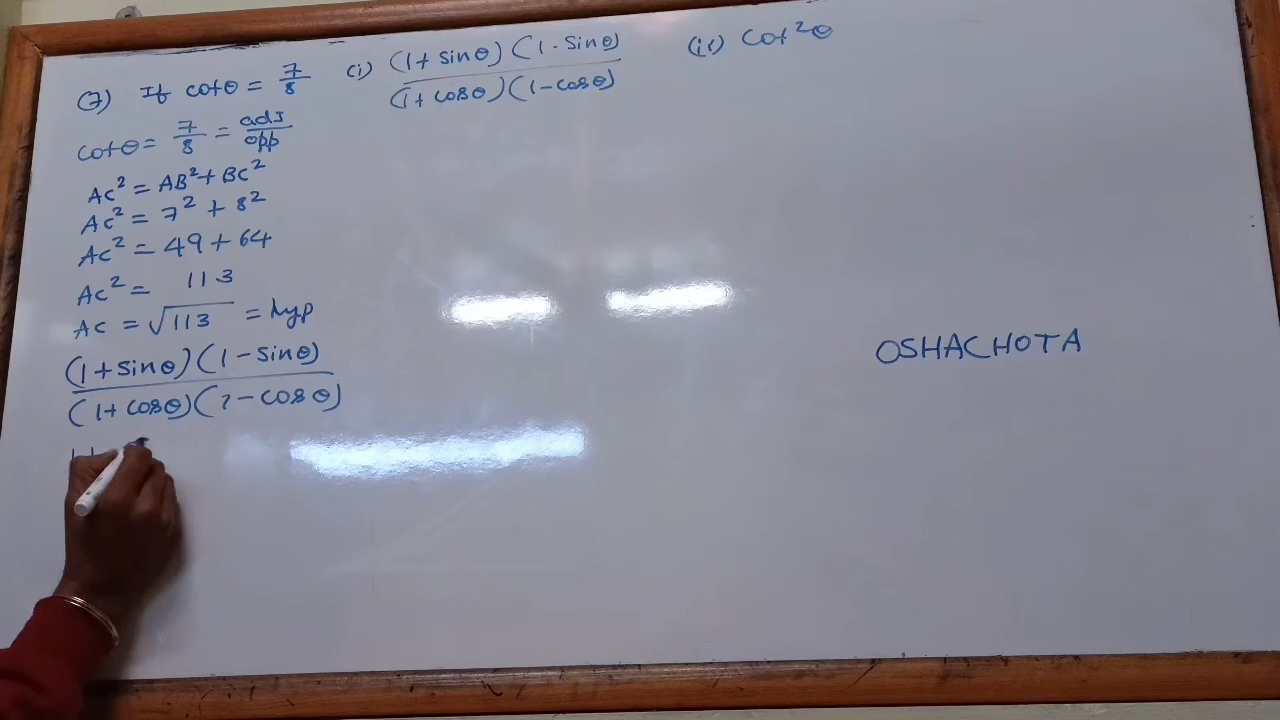 (7) If cotθ = 7/8 (i) (1+sinθ)(1-sinθ)/(1+cosθ)(1-cosθ) (ii) cot²θ
cotθ = 7/8 = adj/opp
AC² = AB² + BC²
AC² = 7² + 8²
AC² = 49 + 64
AC² = 113
AC = √113 = hyp
(1+sinθ)(1-sinθ)/(1+cosθ)(1-cosθ)
OSHACHOTA